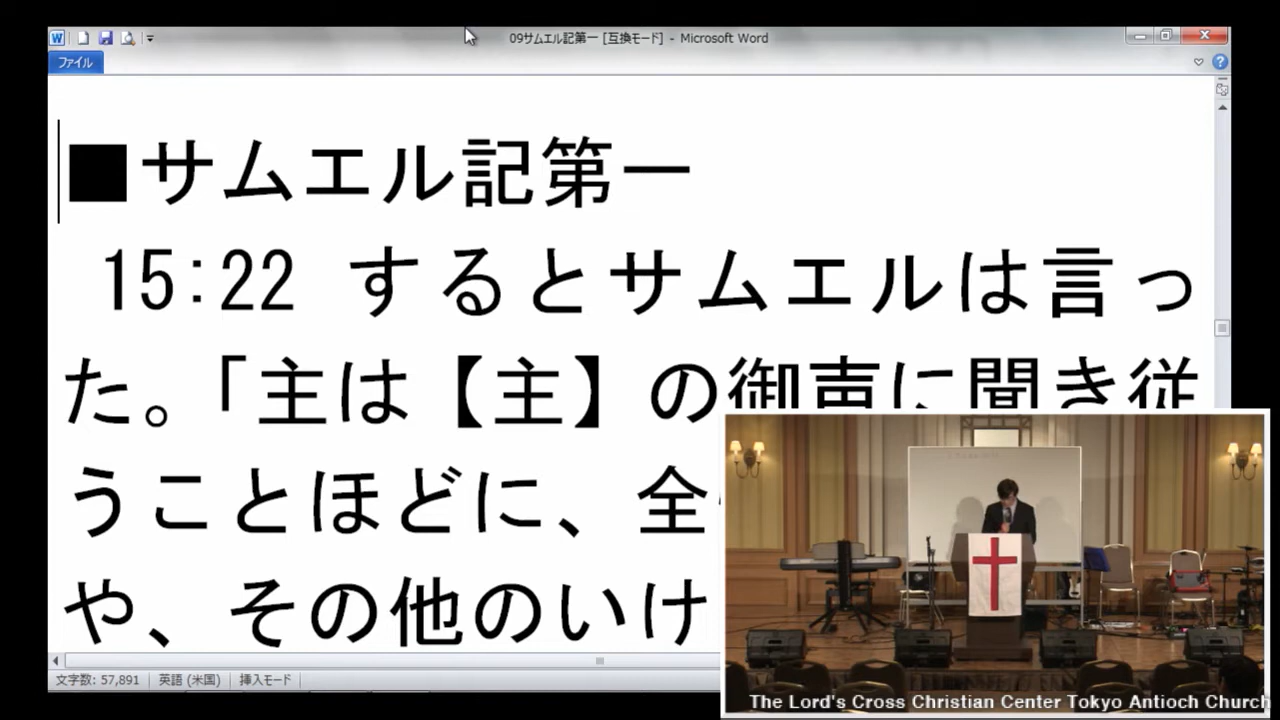 09サムエル記第一 [互換モード] - Microsoft Word
ファイル
■サムエル記第一
15:22 するとサムエルは言っ
た。「主は【主】の御声に聞き従
うことほどに、全
や、その他のいけ
文字数: 57,891 英語 (米国) 挿入モード
The Lord's Cross Christian Center Tokyo Antioch Church